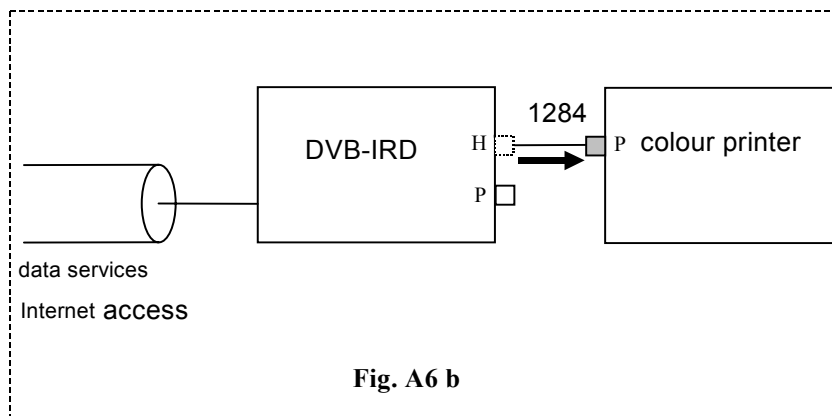 1284
DVB-IRD
H
P
P colour printer
data services
Internet access
Fig. A6 b